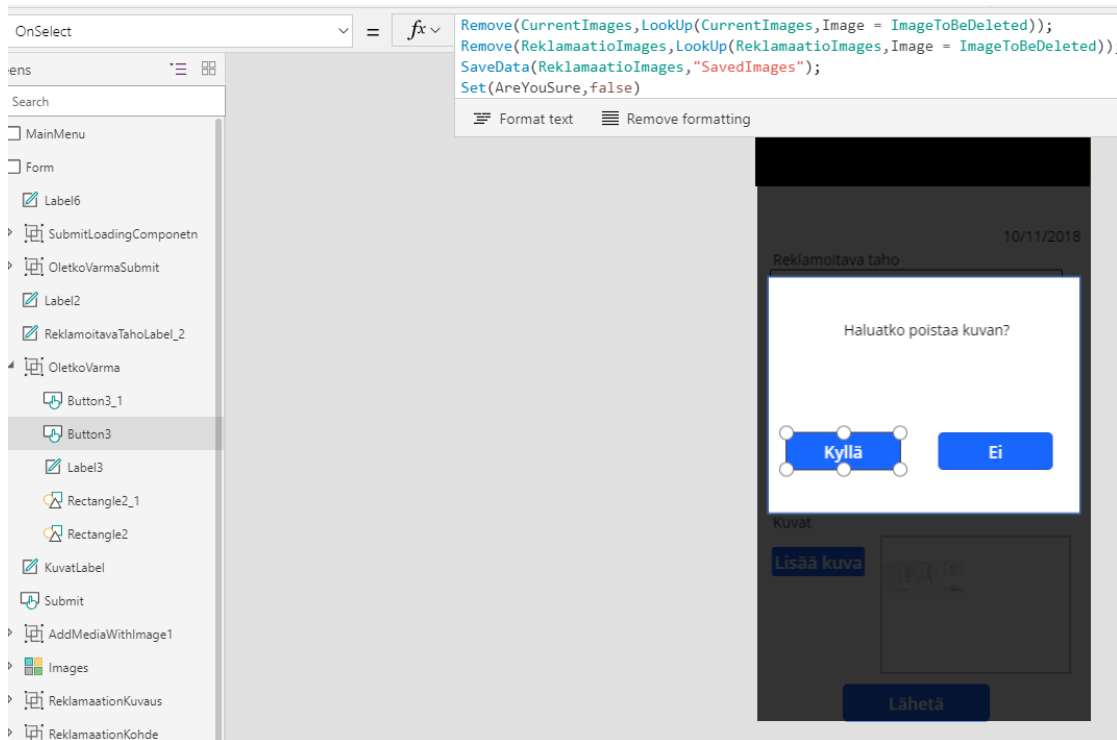 OnSelect
=
fx
Remove(CurrentImages,LookUp(CurrentImages,Image = ImageToBeDeleted));
Remove(ReklamaatioImages,LookUp(ReklamaatioImages,Image = ImageToBeDeleted));
SaveData(ReklamaatioImages,"SavedImages");
Set(AreYouSure,false)
Format text
Remove formatting
ens
Search
MainMenu
Form
Label6
SubmitLoadingComponetn
OletkoVarmaSubmit
Label2
ReklamoitavaTahoLabel_2
OletkoVarma
Button3_1
Button3
Label3
Rectangle2_1
Rectangle2
KuvatLabel
Submit
AddMediaWithImage1
Images
ReklamaationKuvaus
ReklamaationKohde
10/11/2018
Reklamoitava taho
Haluatko poistaa kuvan?
Kyllä
Ei
Kuvat
Lisää kuva
Lähetä